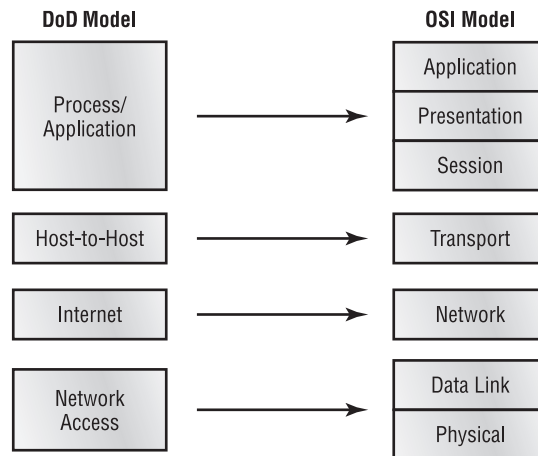 DoD Model
OSI Model
Process/
Application
Application
Presentation
Session
Host-to-Host
Transport
Internet
Network
Network
Access
Data Link
Physical